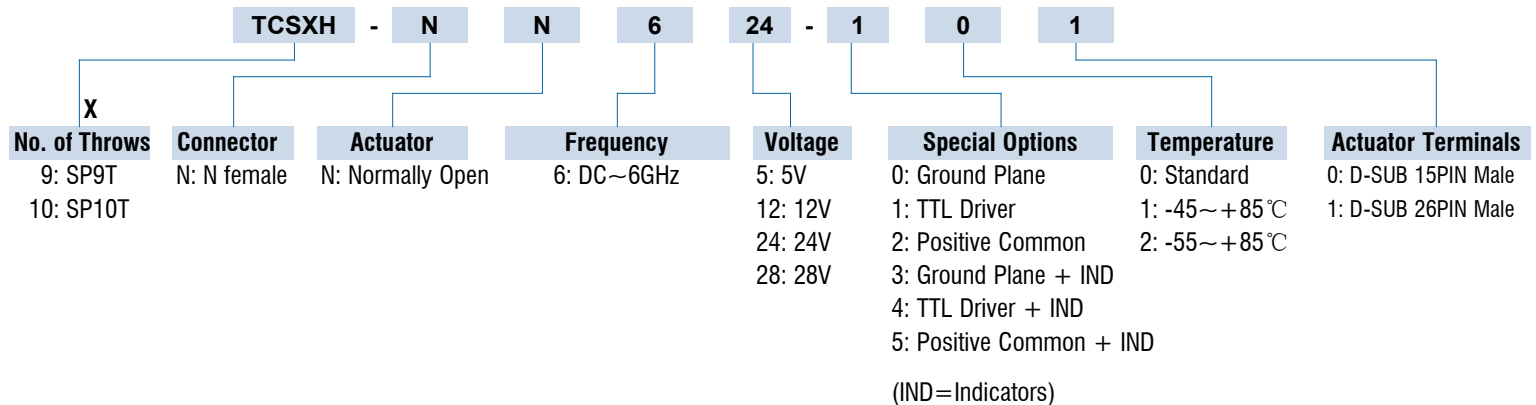 TCSXH - N N 6 24 - 1 0 1
X
No. of Throws Connector Actuator Frequency Voltage Special Options Temperature Actuator Terminals
9: SP9T N: N female N: Normally Open 6: DC~6GHz 5: 5V 0: Ground Plane 0: Standard 0: D-SUB 15PIN Male
10: SP10T 12: 12V 1: TTL Driver 1: -45~+85℃ 1: D-SUB 26PIN Male
24: 24V 2: Positive Common 2: -55~+85℃
28: 28V 3: Ground Plane + IND
4: TTL Driver + IND
5: Positive Common + IND
(IND=Indicators)